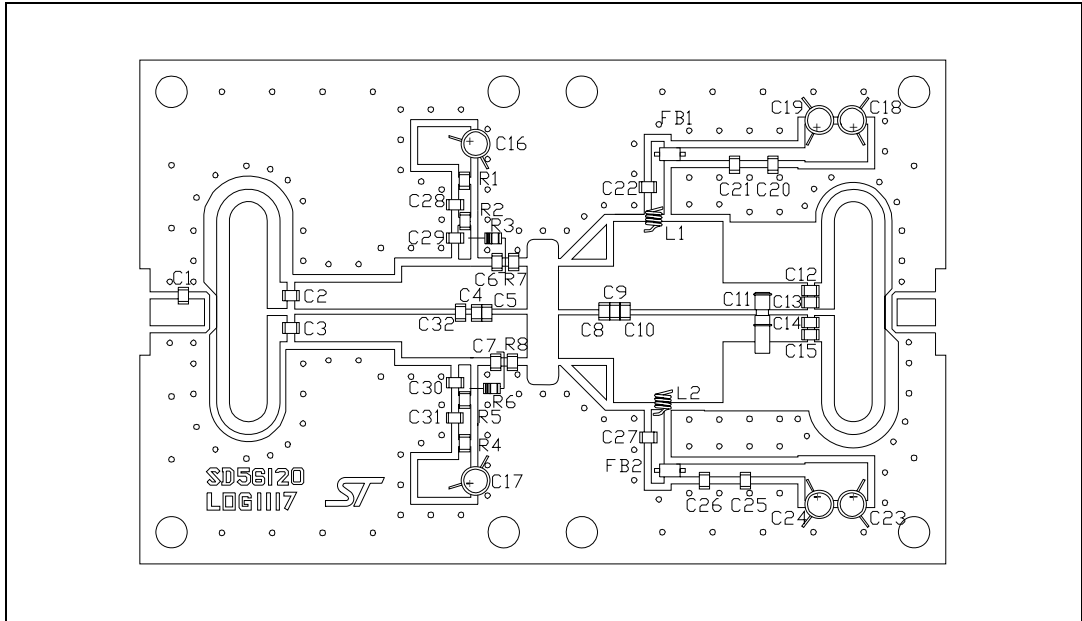 C19 C18
FB1
C16
R1
C22 C21 C20
C28
R2
R3
C29
L1
C6 R7
C1
C2
C12
C4 C5
C9
C11 C13
C32
C8 C10
C3
C14
C15
C7 R8
C30
R6
L2
C31 R5
R4
C27
FB2
C17
C26 C25
C24 C23
SD56120
LOG1117
ST